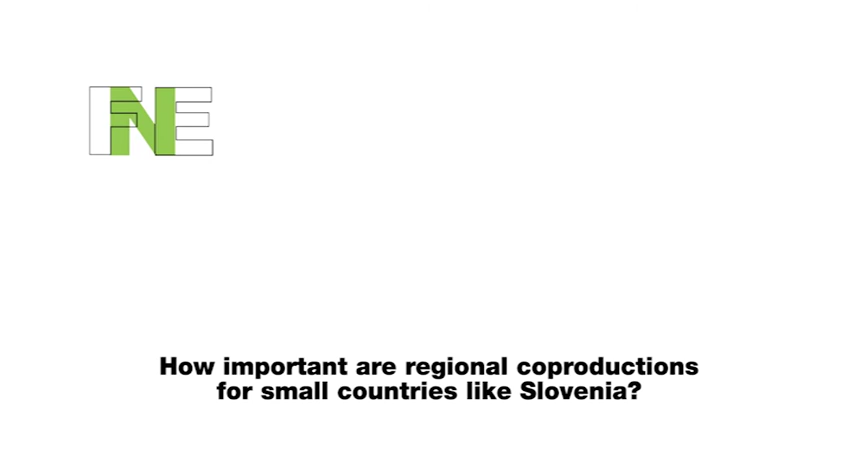 FNE
How important are regional coproductions
for small countries like Slovenia?